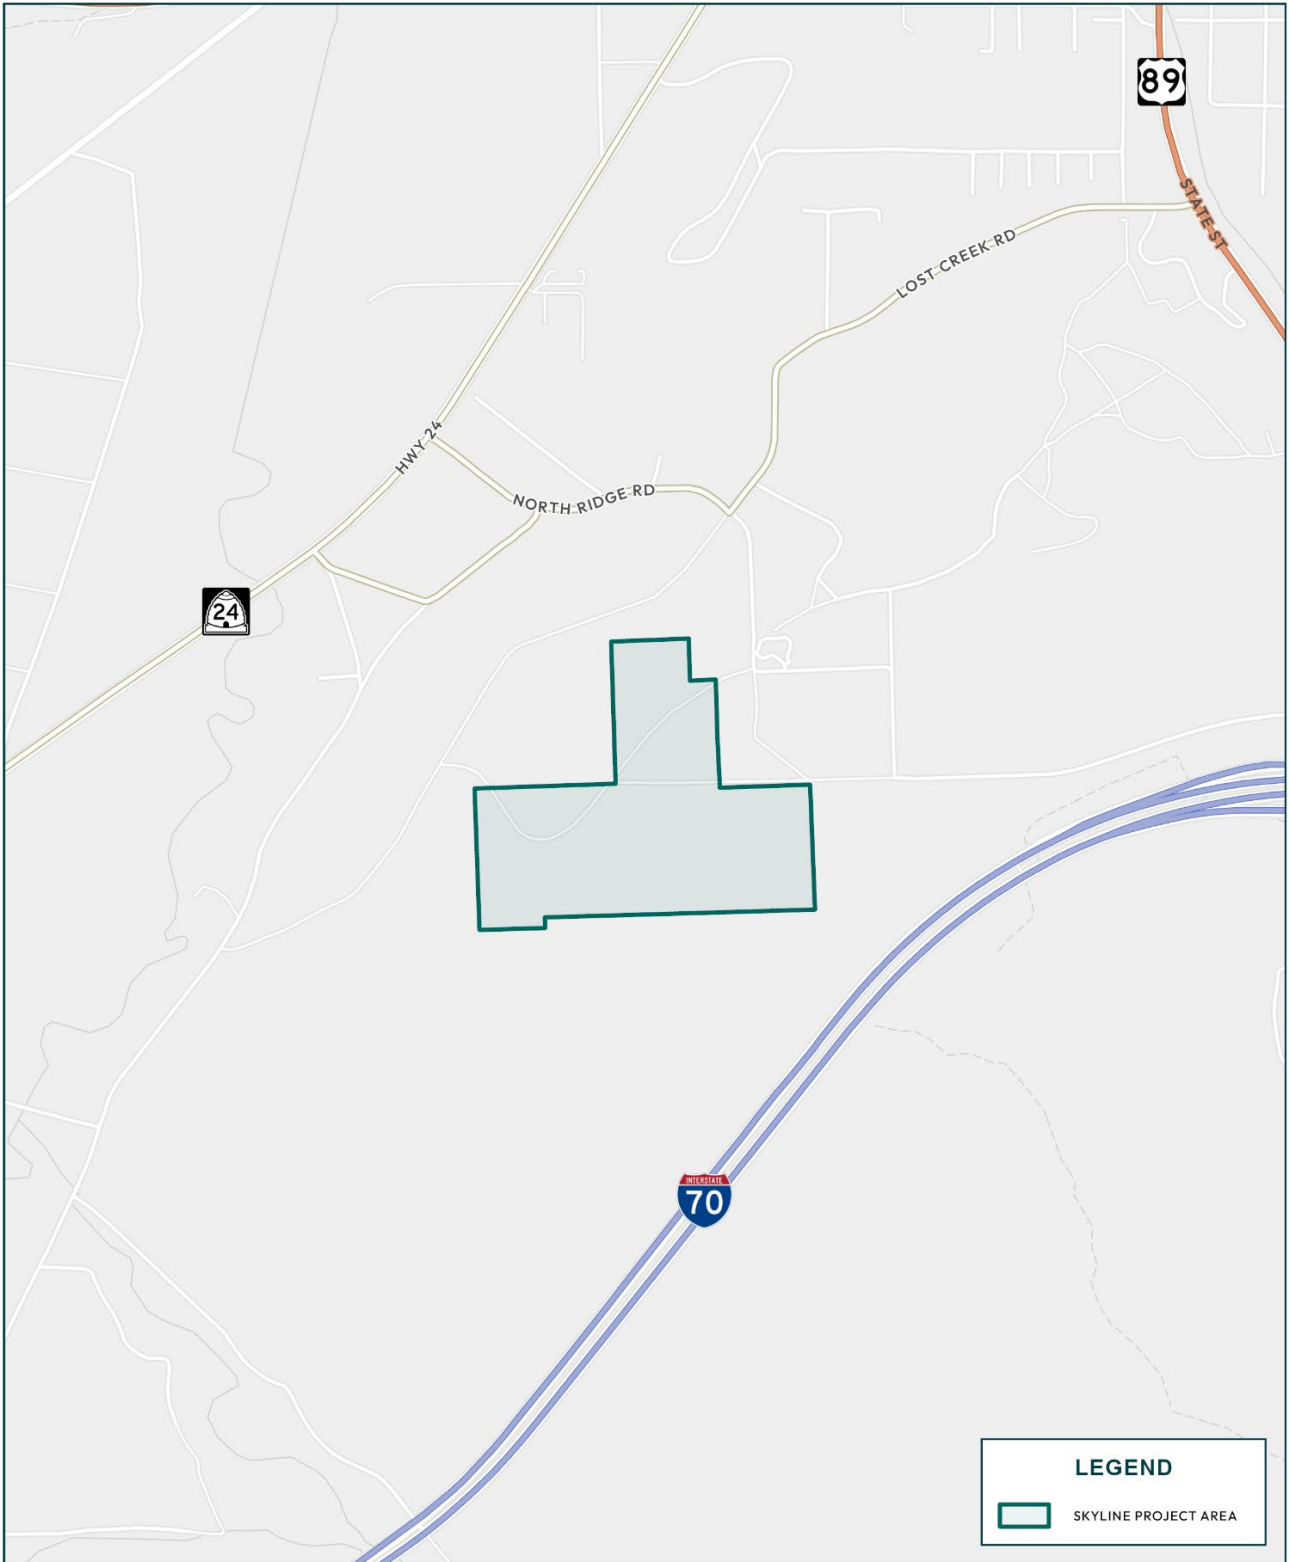 89
STATE ST
LOST CREEK RD
HWY 24
NORTH RIDGE RD
24
INTERSTATE
70
LEGEND
SKYLINE PROJECT AREA